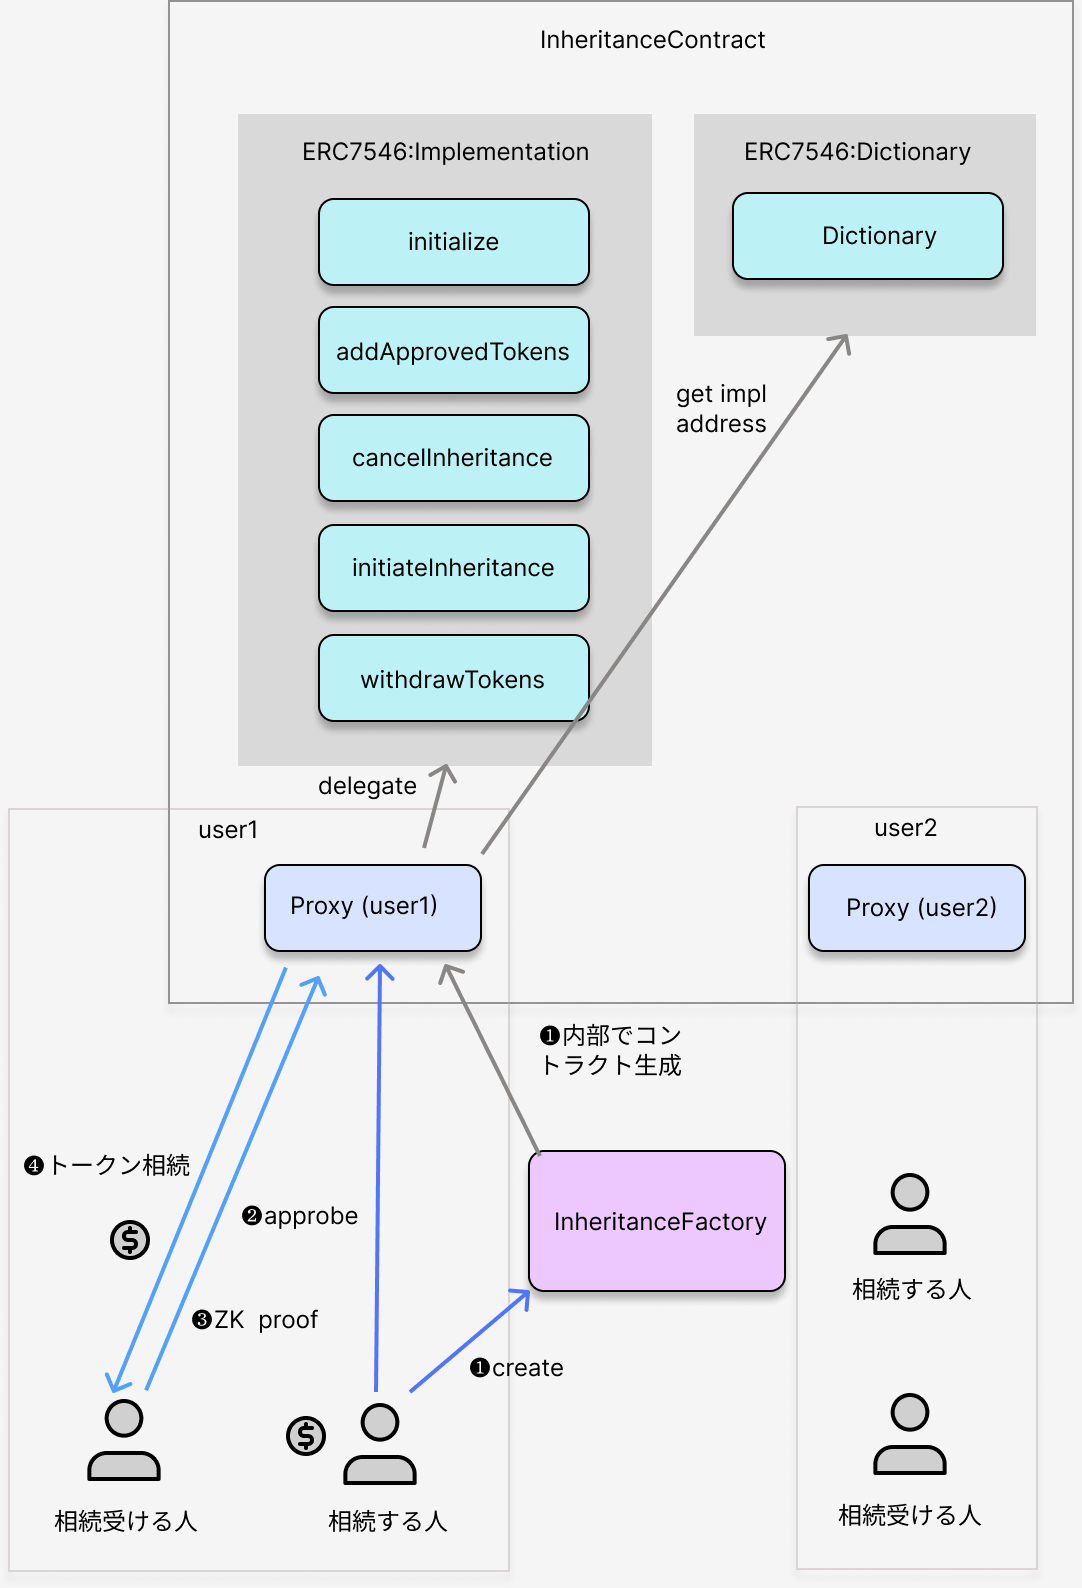 InheritanceContract
ERC7546:Implementation
ERC7546:Dictionary
initialize
Dictionary
addApprovedTokens
get impl
address
cancelInheritance
initiateInheritance
withdrawTokens
delegate
user1
user2
Proxy (user1)
Proxy (user2)
❶内部でコン
トラクト生成
❹トークン相続
❷approbe
InheritanceFactory
相続する人
❸ZK proof
❶create
相続受ける人
相続する人
相続受ける人